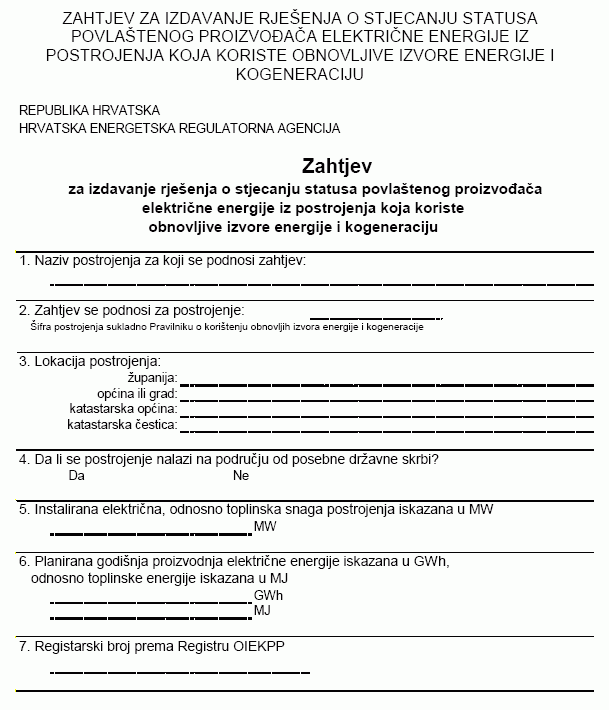 ZAHTJEV ZA IZDAVANJE RJEŠENJA O STJECANJU STATUSA
POVLAŠTENOG PROIZVOĐAČA ELEKTRIČNE ENERGIJE IZ
POSTROJENJA KOJA KORISTE OBNOVLJIVE IZVORE ENERGIJE I
KOGENERACIJU
REPUBLIKA HRVATSKA
HRVATSKA ENERGETSKA REGULATORNA AGENCIJA
Zahtjev
za izdavanje rješenja o stjecanju statusa povlaštenog proizvođača
električne energije iz postrojenja koja koriste
obnovljive izvore energije i kogeneraciju
1. Naziv postrojenja za koji se podnosi zahtjev:
2. Zahtjev se podnosi za postrojenje:
Šifra postrojenja sukladno Pravilniku o korištenju obnovljih izvora energije i kogeneracije
3. Lokacija postrojenja:
županija:
općina ili grad:
katastarska općina:
katastarska čestica:
4. Da li se postrojenje nalazi na području od posebne državne skrbi?
Da Ne
5. Instalirana električna, odnosno toplinska snaga postrojenja iskazana u MW
MW
6. Planirana godišnja proizvodnja električne energije iskazana u GWh,
odnosno toplinske energije iskazana u MJ
GWh
MJ
7. Registarski broj prema Registru OIEKPP